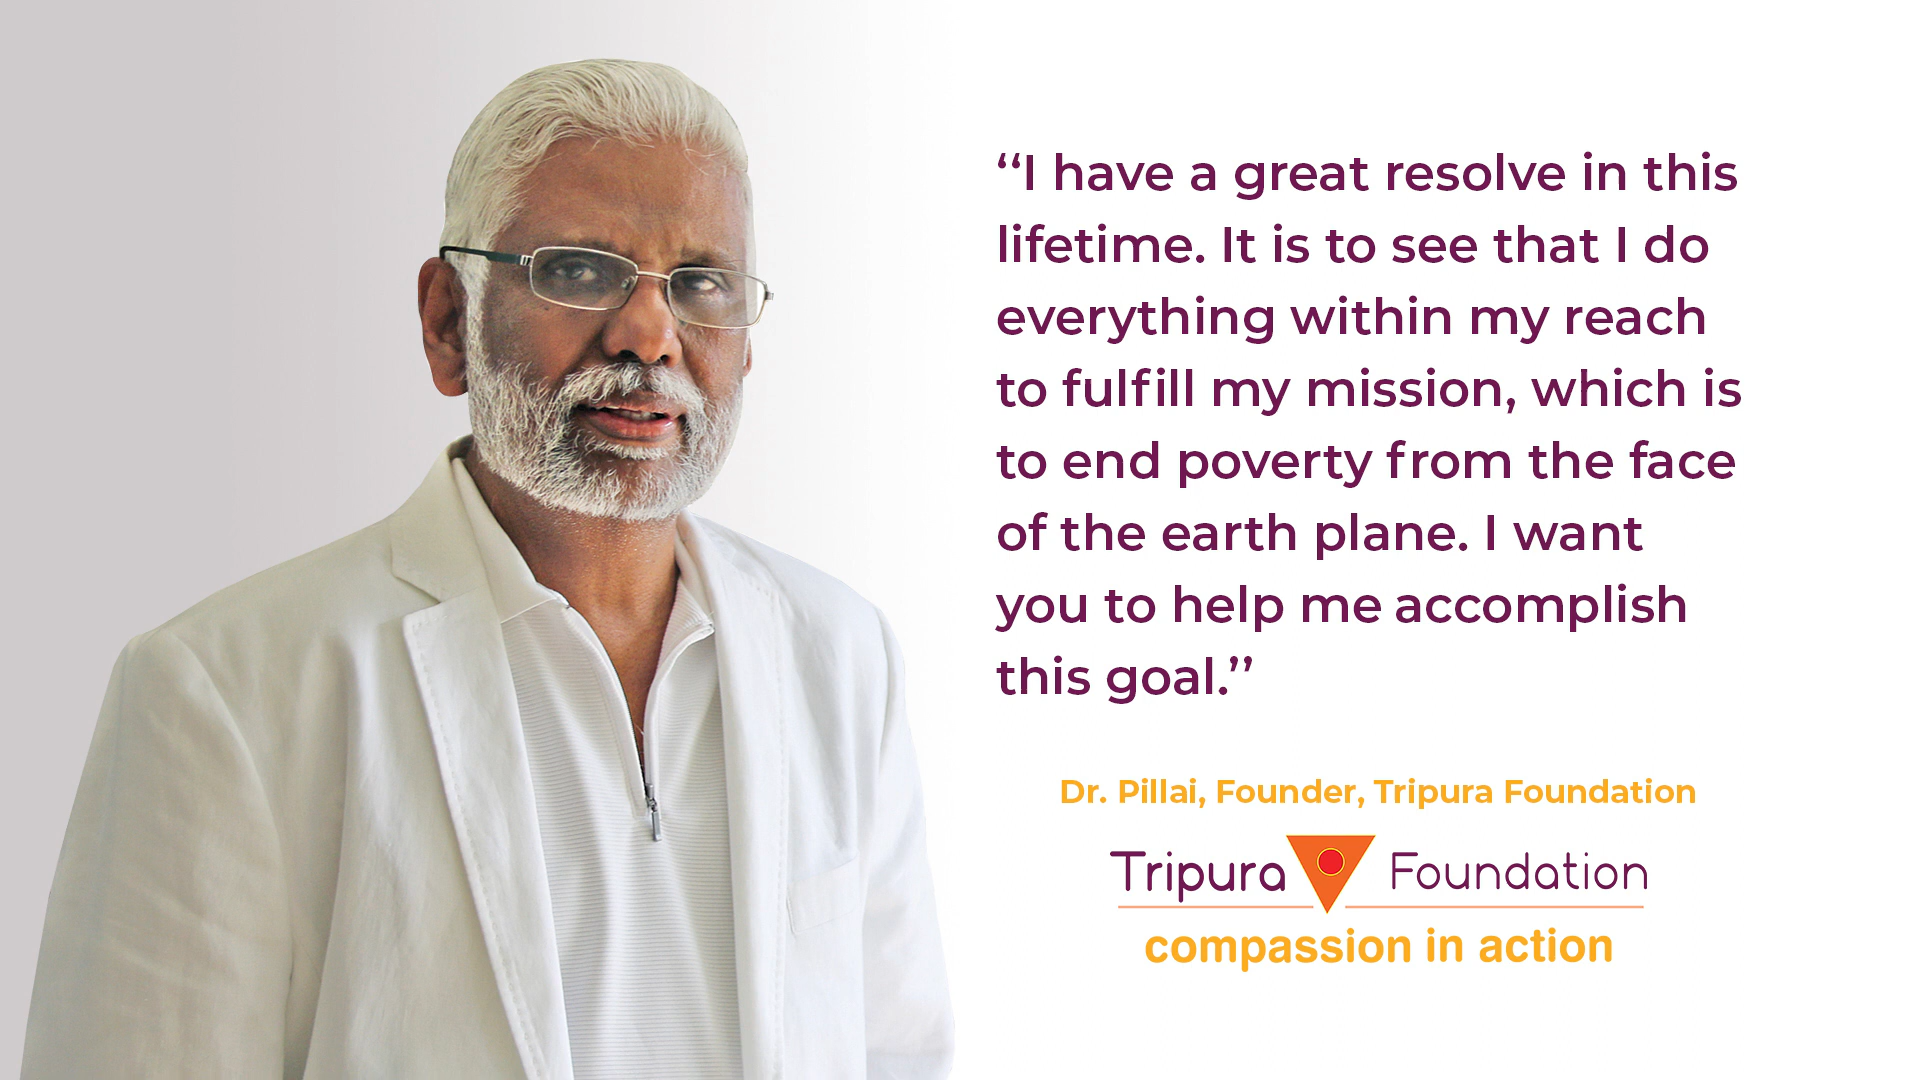 “I have a great resolve in this
lifetime. It is to see that I do
everything within my reach
to fulfill my mission, which is
to end poverty from the face
of the earth plane. I want
you to help me accomplish
this goal.”
Dr. Pillai, Founder, Tripura Foundation
Tripura Foundation
compassion in action